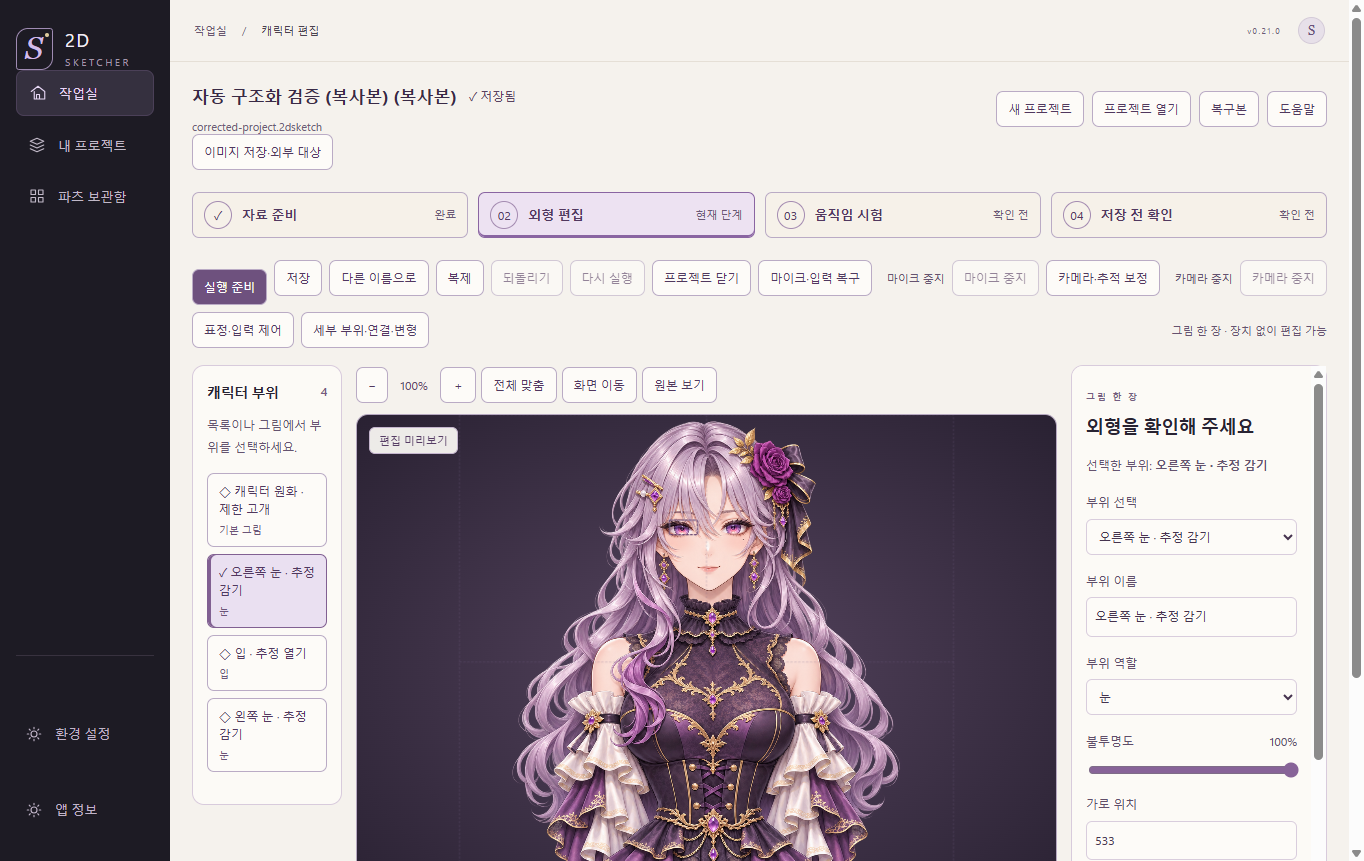 S
2D
SKETCHER
작업실
내 프로젝트
파츠 보관함
환경 설정
앱 정보
작업실 / 캐릭터 편집
v0.21.0
S
자동 구조화 검증 (복사본) (복사본) ✓ 저장됨
corrected-project.2dsketch
이미지 저장·외부 대상
새 프로젝트
프로젝트 열기
복구본
도움말
✓ 자료 준비 완료
02 외형 편집 현재 단계
03 움직임 시험 확인 전
04 저장 전 확인 확인 전
실행 준비
저장
다른 이름으로
복제
되돌리기
다시 실행
프로젝트 닫기
마이크·입력 복구
마이크 중지
마이크 중지
카메라·추적 보정
카메라 중지
카메라 중지
표정·입력 제어
세부 부위·연결·변형
그림 한 장 · 장치 없이 편집 가능
캐릭터 부위 4
목록이나 그림에서 부
위를 선택하세요.
◇ 캐릭터 원화 ·
제한 고개
기본 그림
✓ 오른쪽 눈 · 추정
감기
눈
◇ 입 · 추정 열기
입
◇ 왼쪽 눈 · 추정
감기
눈
−
100%
+
전체 맞춤
화면 이동
원본 보기
편집 미리보기
그림 한 장
외형을 확인해 주세요
선택한 부위: 오른쪽 눈 · 추정 감기
부위 선택
오른쪽 눈 · 추정 감기
부위 이름
오른쪽 눈 · 추정 감기
부위 역할
눈
불투명도 100%
가로 위치
533